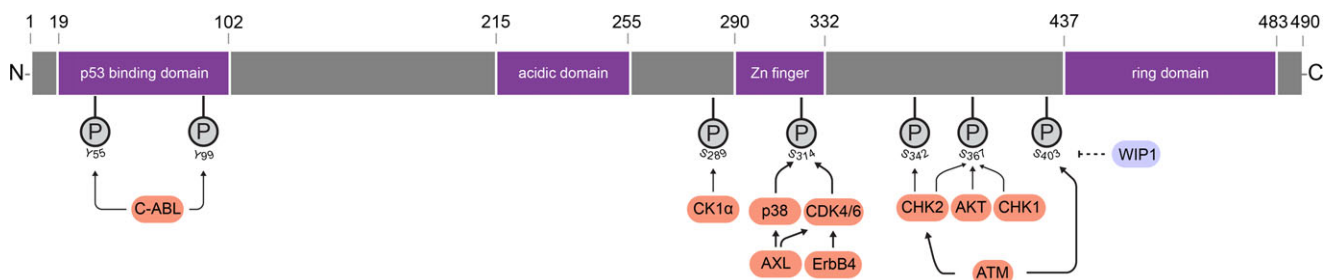 1 19 102 215 255 290 332 437 483 490
N p53 binding domain acidic domain Zn finger ring domain C
P P P P P P P
Y55 Y99 S289 S314 S342 S367 S403 WIP1
C-ABL CK1α p38 CDK4/6 CHK2 AKT CHK1
AXL ErbB4 ATM